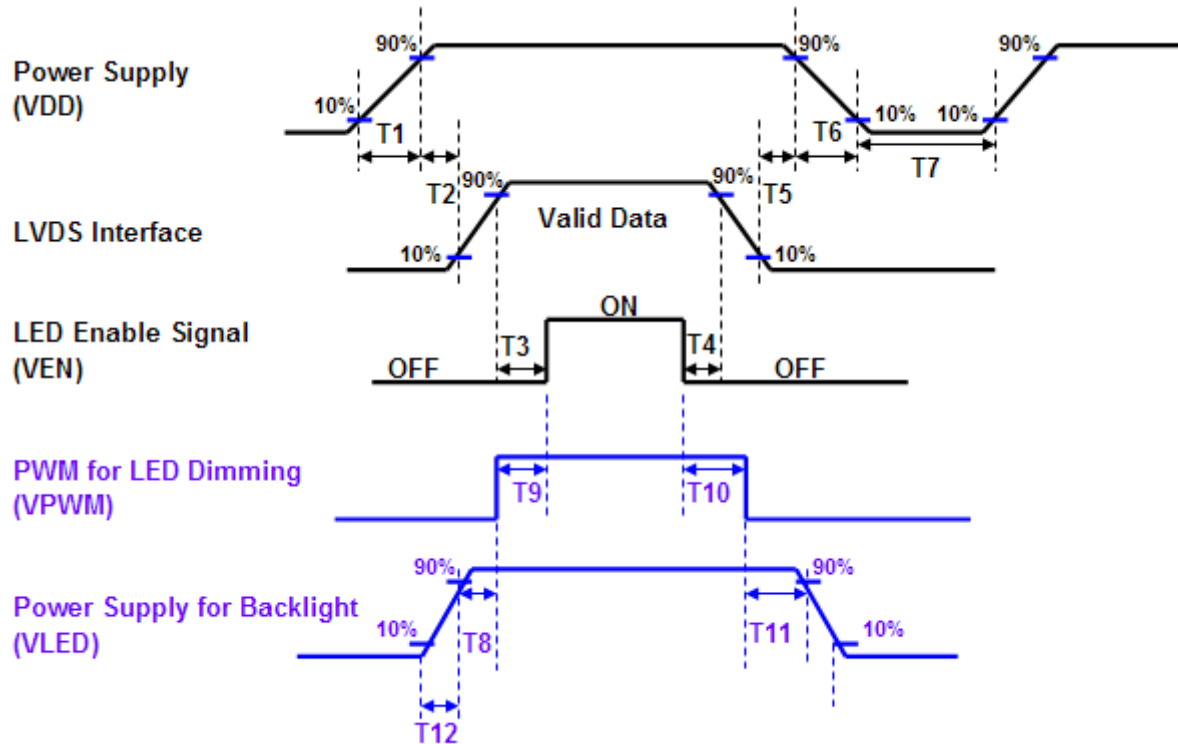 90%
90%
90%
Power Supply
(VDD)
10%
10%
10%
T1
T6
T7
T2
90%
90%
T5
LVDS Interface
Valid Data
10%
10%
ON
LED Enable Signal
(VEN)
T3
T4
OFF
OFF
PWM for LED Dimming
(VPWM)
T9
T10
90%
90%
Power Supply for Backlight
(VLED)
10%
T8
T11
10%
T12